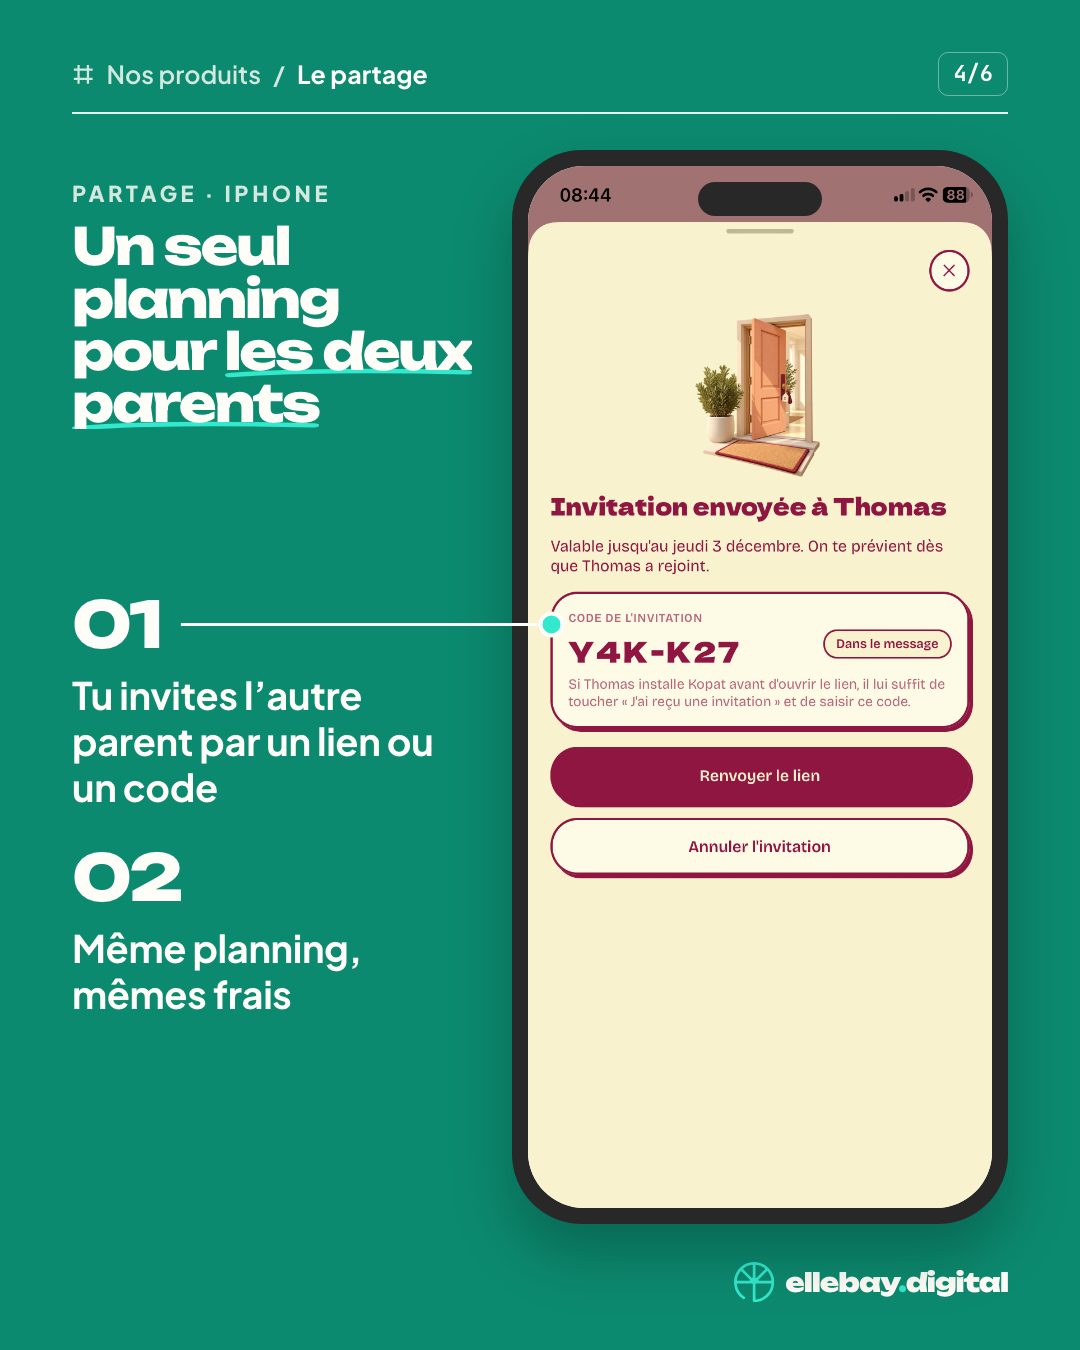 Nos produits / Le partage
4/6
PARTAGE · IPHONE
Un seul
planning
pour les deux
parents
01
Tu invites l’autre
parent par un lien ou
un code
02
Même planning,
mêmes frais
08:44
88
Invitation envoyée à Thomas
Valable jusqu'au jeudi 3 décembre. On te prévient dès
que Thomas a rejoint.
CODE DE L'INVITATION
Y4K-K27
Dans le message
Si Thomas installe Kopat avant d'ouvrir le lien, il lui suffit de
toucher « J'ai reçu une invitation » et de saisir ce code.
Renvoyer le lien
Annuler l'invitation
ellebay.digital